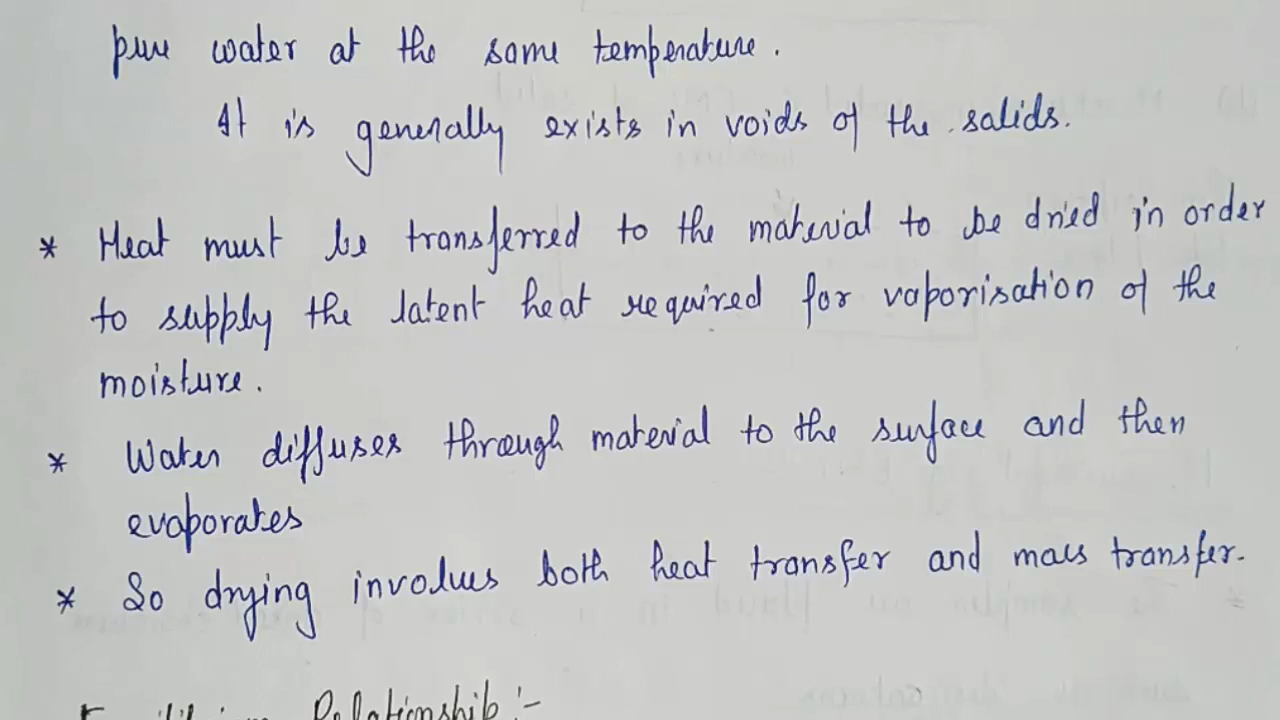 pure water at the same temperature.
It is generally exists in voids of the solids.
* Heat must be transferred to the material to be dried in order
to supply the latent heat required for vaporisation of the
moisture.
* Water diffuses through material to the surface and then
evaporates
* So drying involves both heat transfer and mass transfer.
Relationship :-